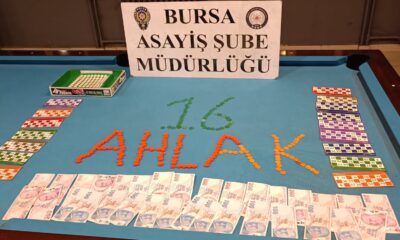 BURSA
ASAYİŞ ŞUBE
MÜDÜRLÜĞÜ
16
AHLAK